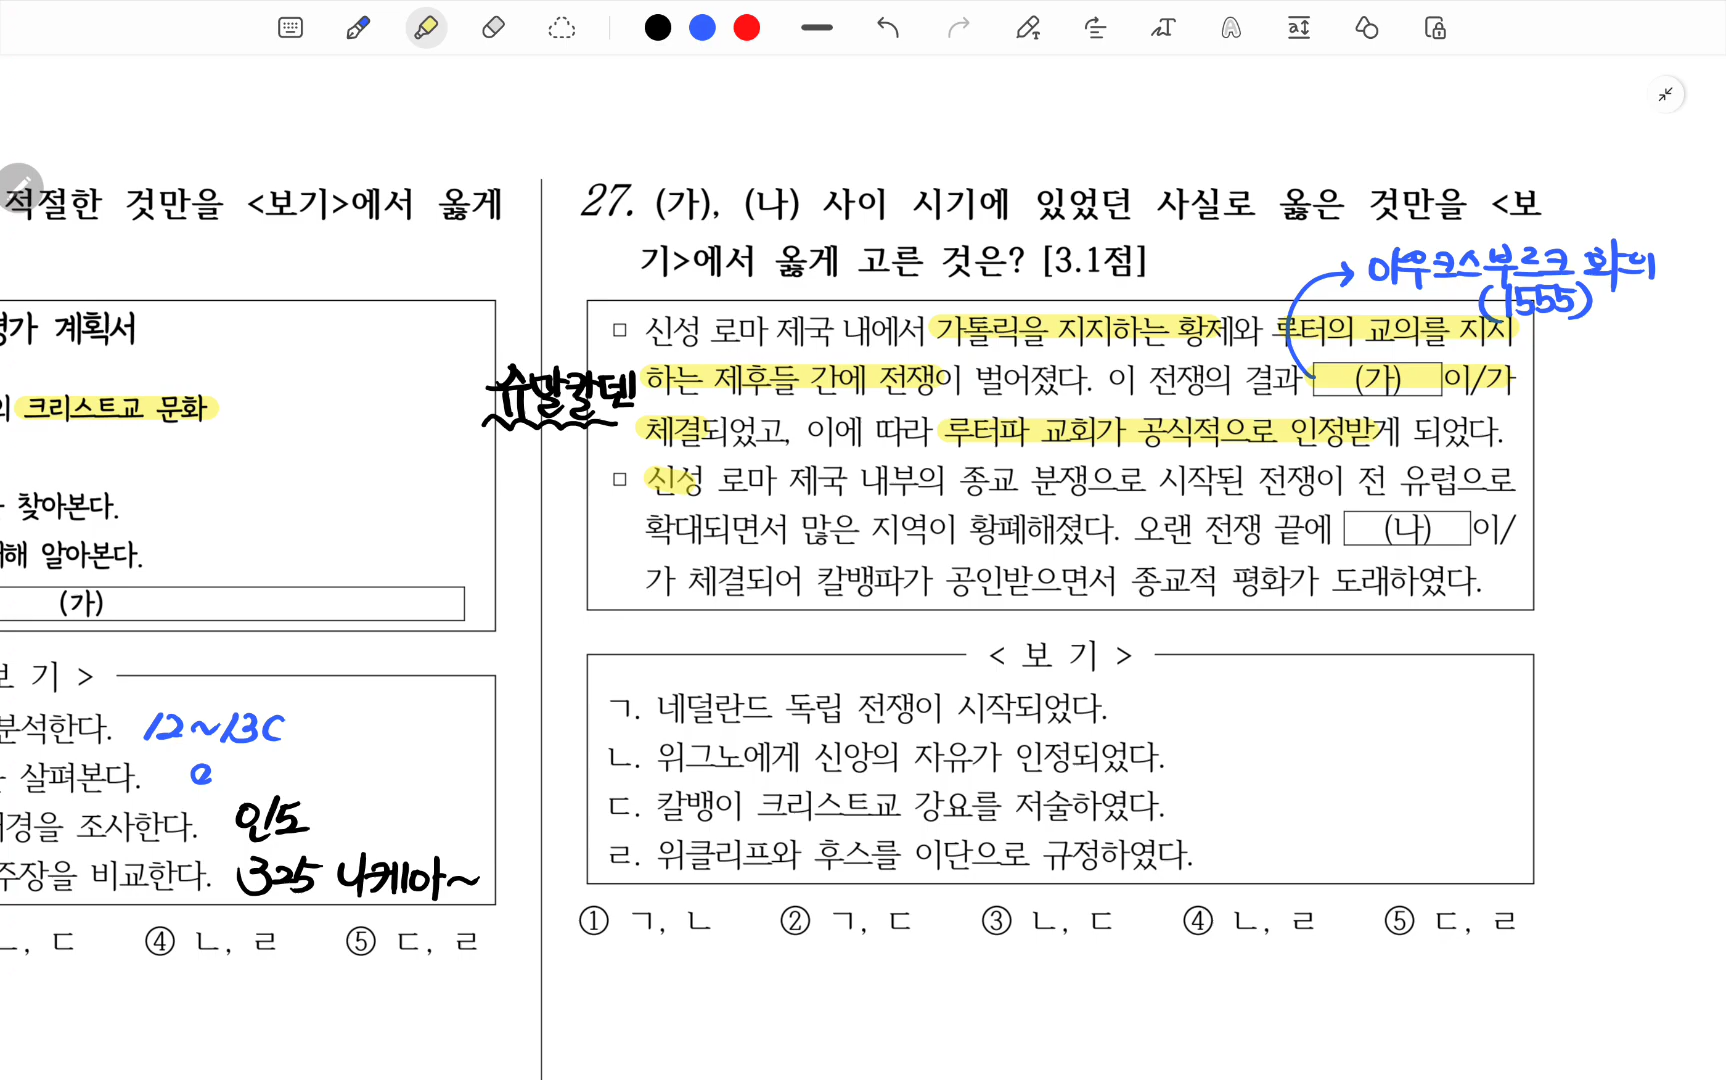 적절한 것만을 <보기>에서 옳게
평가 계획서
의 크리스트교 문화
찾아본다.
해 알아본다.
(가)
보 기 >
분석한다. 12~13C
살펴본다.
배경을 조사한다. 인도
주장을 비교한다. 325 니케아~
ㄴ, ㄷ ④ ㄴ, ㄹ ⑤ ㄷ, ㄹ
27. (가), (나) 사이 시기에 있었던 사실로 옳은 것만을 <보
기>에서 옳게 고른 것은? [3.1점]
아우크스부르크 화의
(1555)
□ 신성 로마 제국 내에서 가톨릭을 지지하는 황제와 루터의 교의를 지지
슈말칼덴
하는 제후들 간에 전쟁이 벌어졌다. 이 전쟁의 결과 (가) 이/가
체결되었고, 이에 따라 루터파 교회가 공식적으로 인정받게 되었다.
□ 신성 로마 제국 내부의 종교 분쟁으로 시작된 전쟁이 전 유럽으로
확대되면서 많은 지역이 황폐해졌다. 오랜 전쟁 끝에 (나) 이/
가 체결되어 칼뱅파가 공인받으면서 종교적 평화가 도래하였다.
< 보 기 >
ㄱ. 네덜란드 독립 전쟁이 시작되었다.
ㄴ. 위그노에게 신앙의 자유가 인정되었다.
ㄷ. 칼뱅이 크리스트교 강요를 저술하였다.
ㄹ. 위클리프와 후스를 이단으로 규정하였다.
① ㄱ, ㄴ ② ㄱ, ㄷ ③ ㄴ, ㄷ ④ ㄴ, ㄹ ⑤ ㄷ, ㄹ